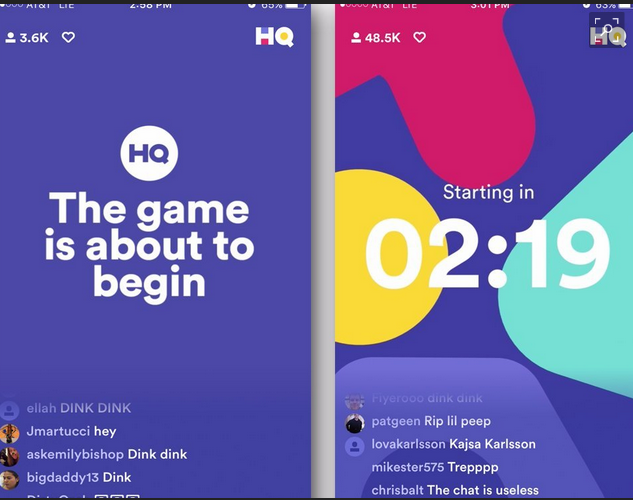 AT&T LTE
2:58 PM
65%
3.6K
HQ
HQ
The game
is about to
begin
ellah DINK DINK
Jmartucci hey
askemilybishop Dink dink
bigdaddy13 Dink
AT&T LTE
3:01 PM
63%
48.5K
HQ
Starting in
02:19
dink dink
patgeen Rip lil peep
lovakarlsson Kajsa Karlsson
mikester575 Trepppp
chrisbalt The chat is useless